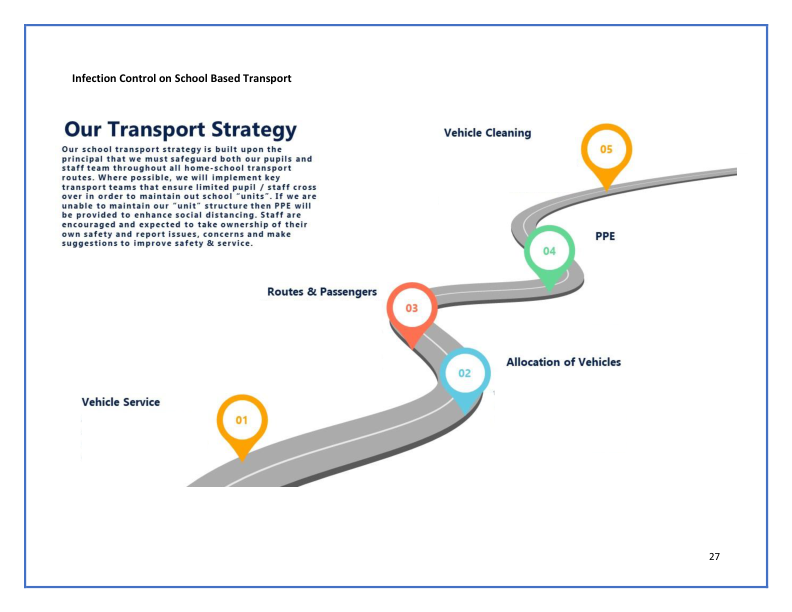 Infection Control on School Based Transport
Our Transport Strategy
Our school transport strategy is built upon the
principal that we must safeguard both our pupils and
staff team throughout all home-school transport
routes. Where possible, we will implement key
transport teams that ensure limited pupil / staff cross
over in order to maintain out school "units". If we are
unable to maintain our "unit" structure then PPE will
be provided to enhance social distancing. Staff are
encouraged and expected to take ownership of their
own safety and report issues, concerns and make
suggestions to improve safety & service.
Vehicle Cleaning
05
PPE
04
Routes & Passengers
03
Allocation of Vehicles
02
Vehicle Service
01
27